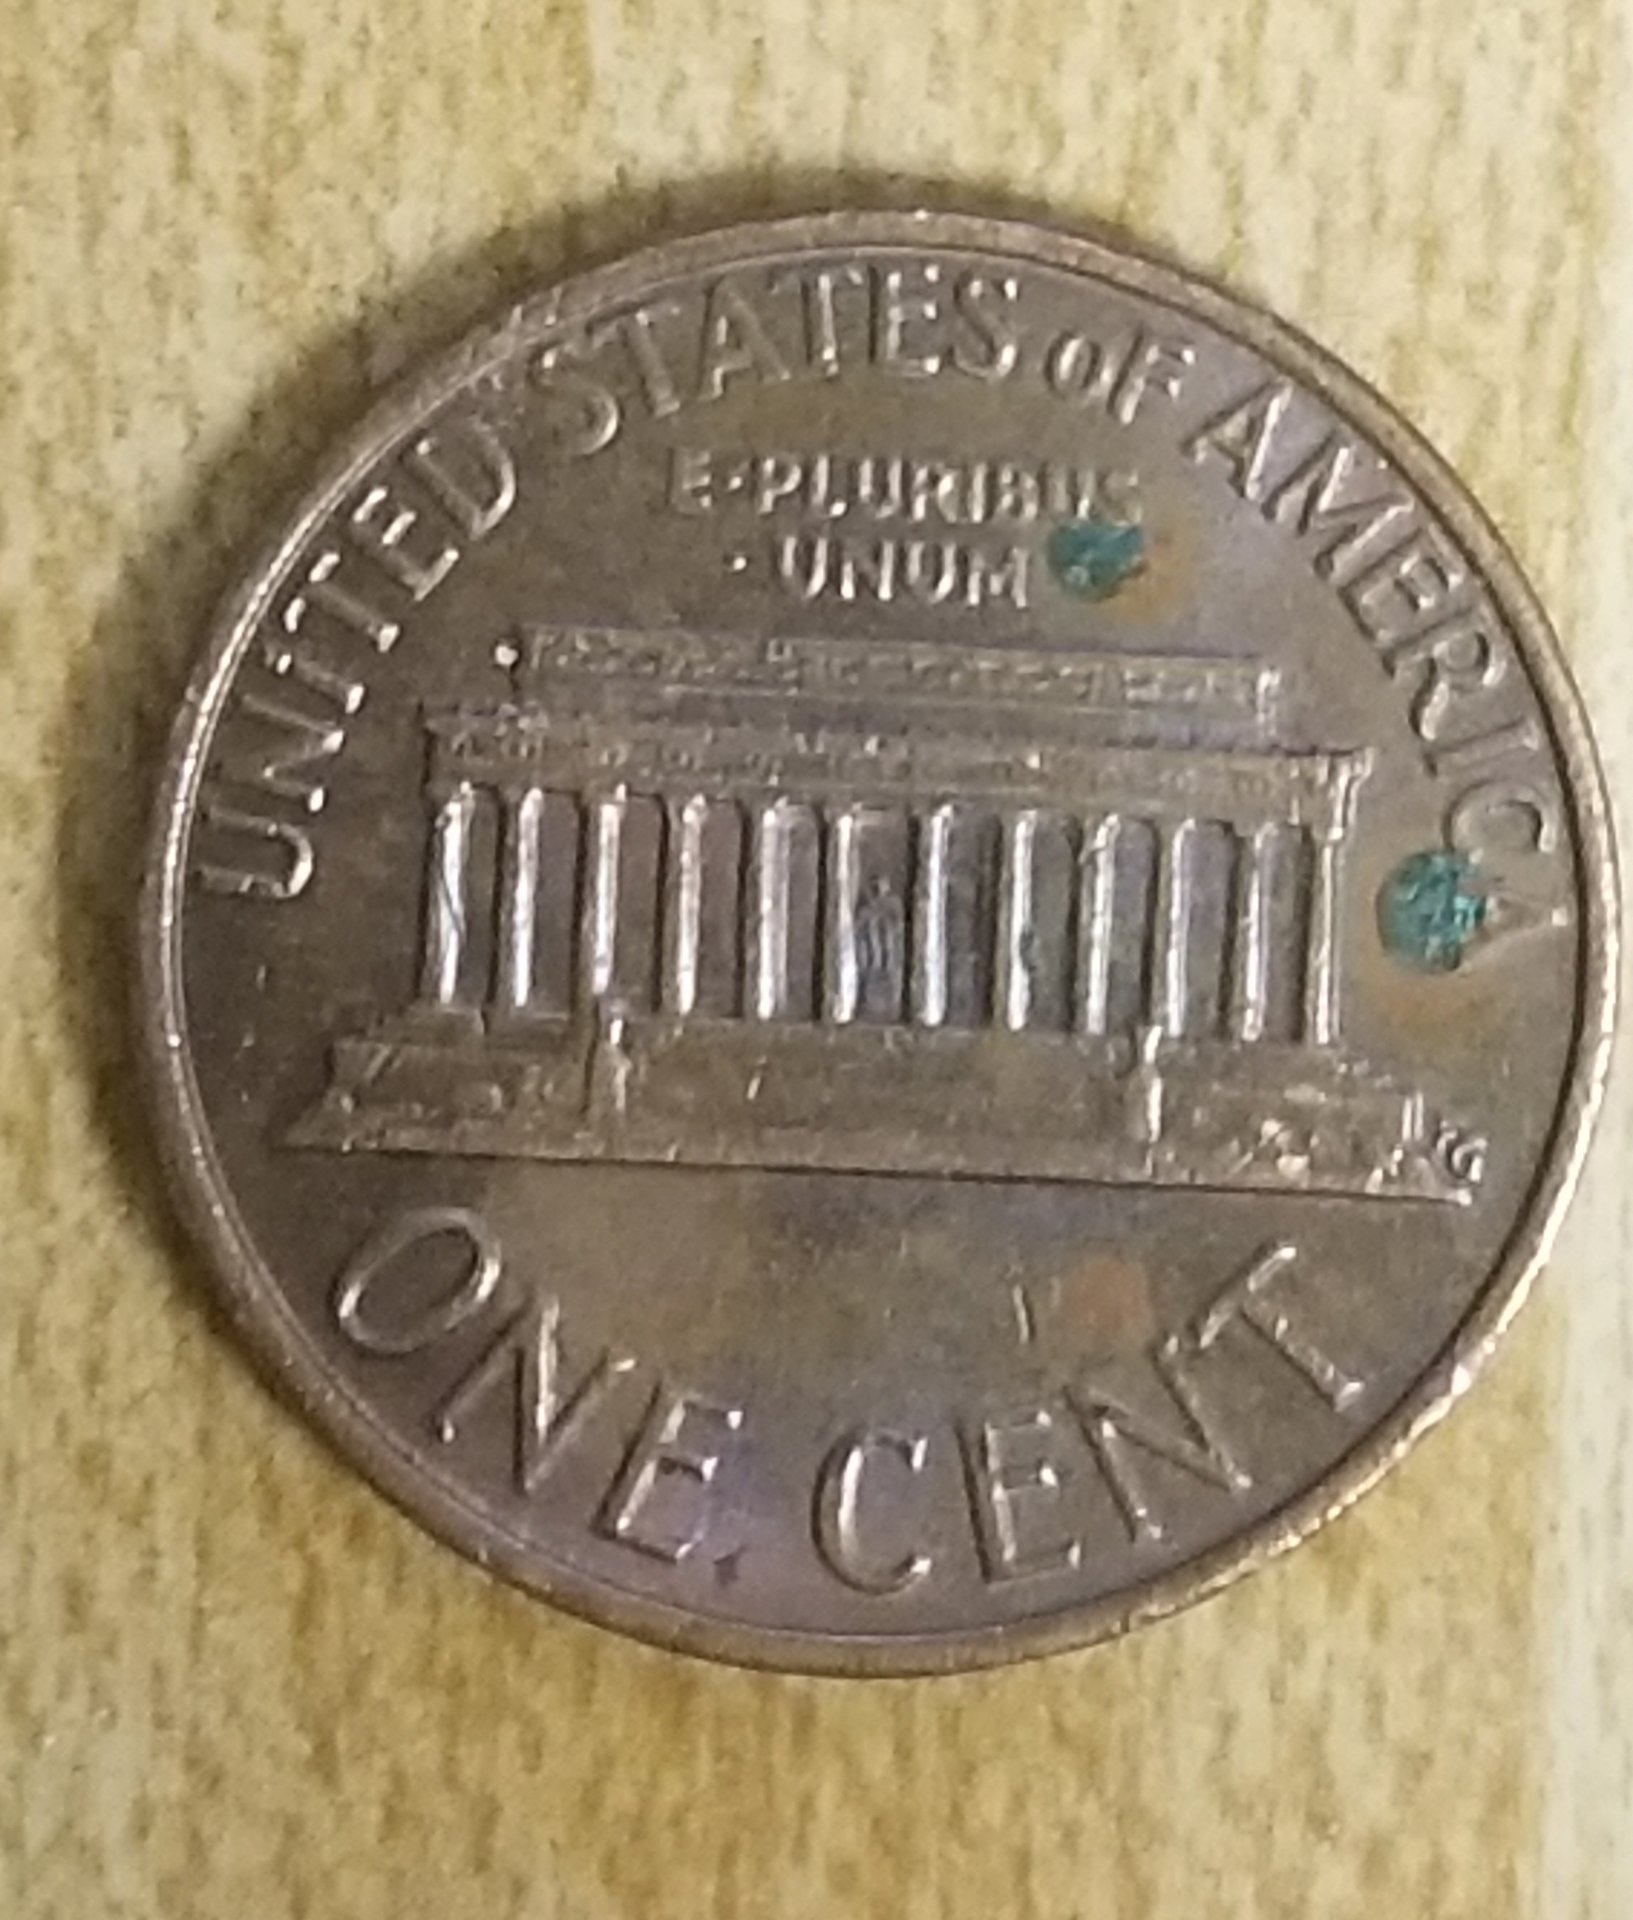 UNITED STATES OF AMERICA
E·PLURIBUS
·UNUM
FG
ONE CENT